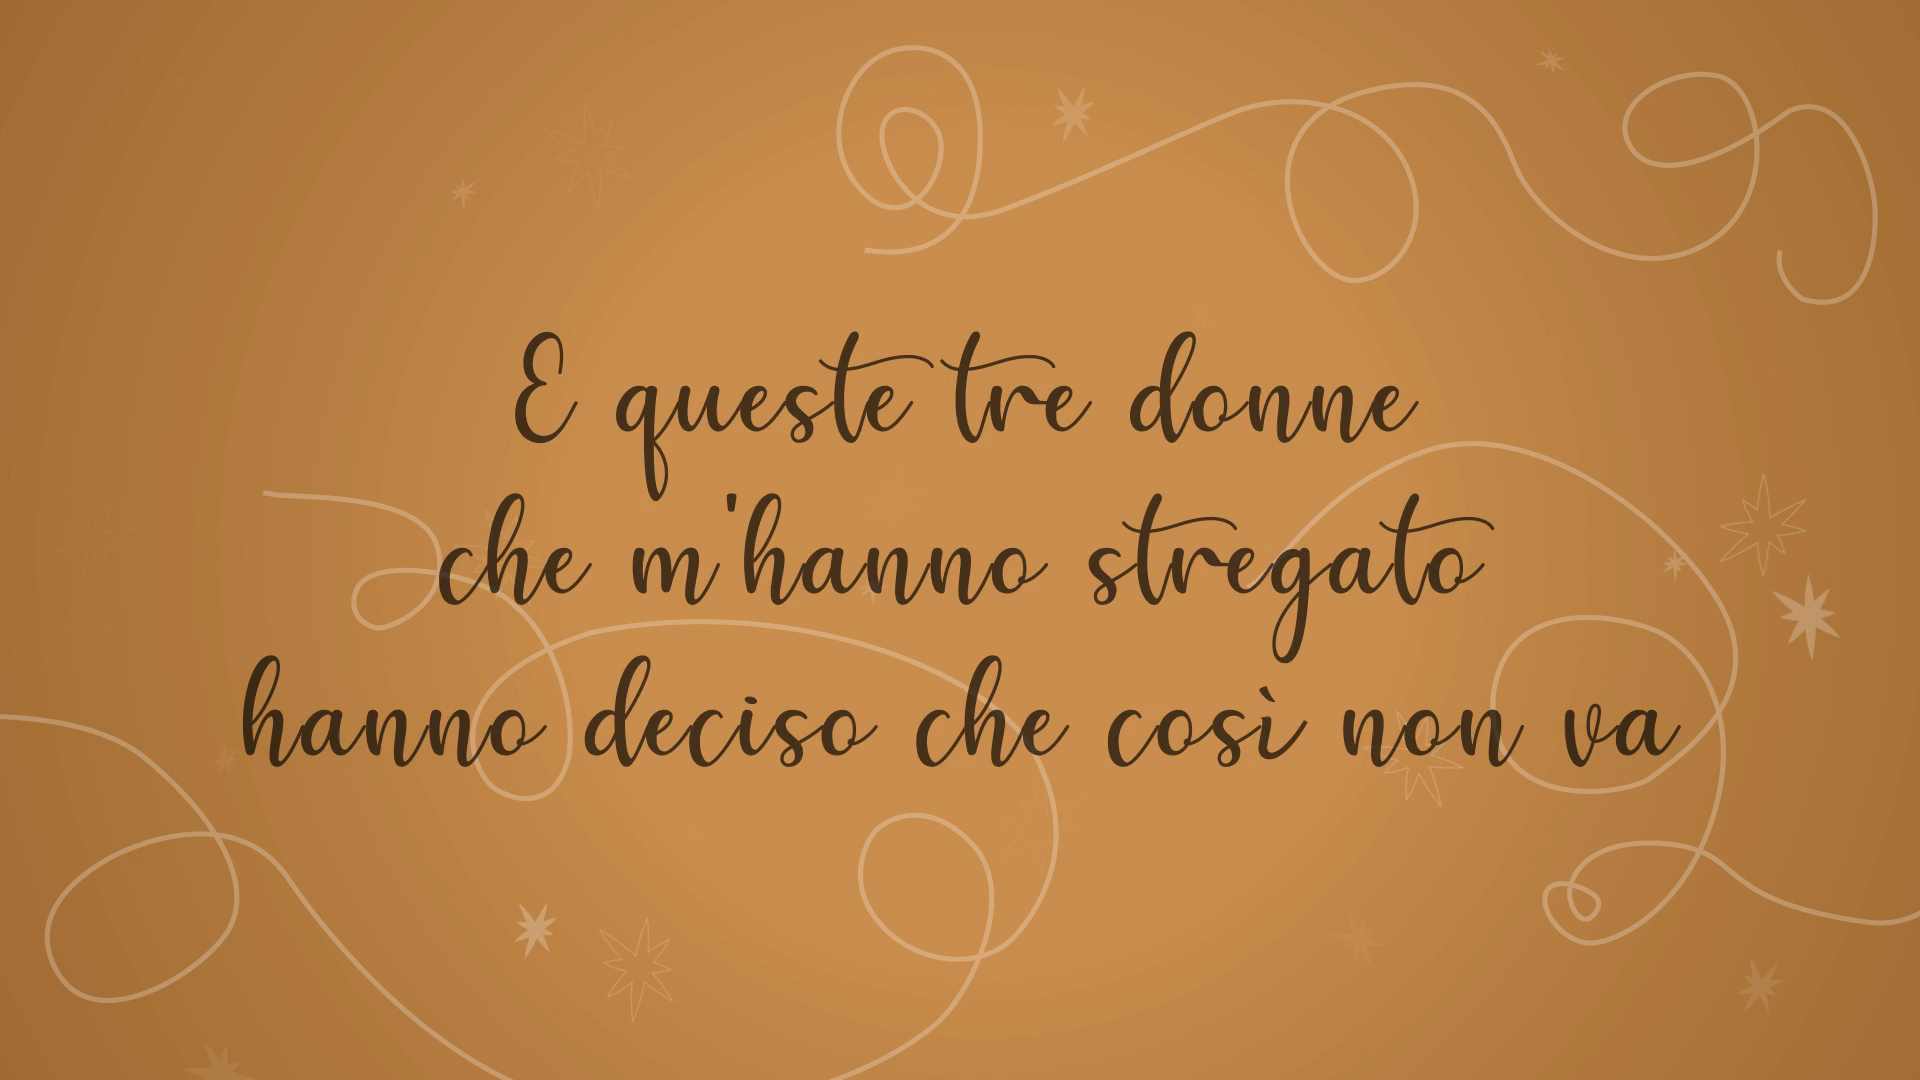 E queste tre donne
che m'hanno stregato
hanno deciso che così non va